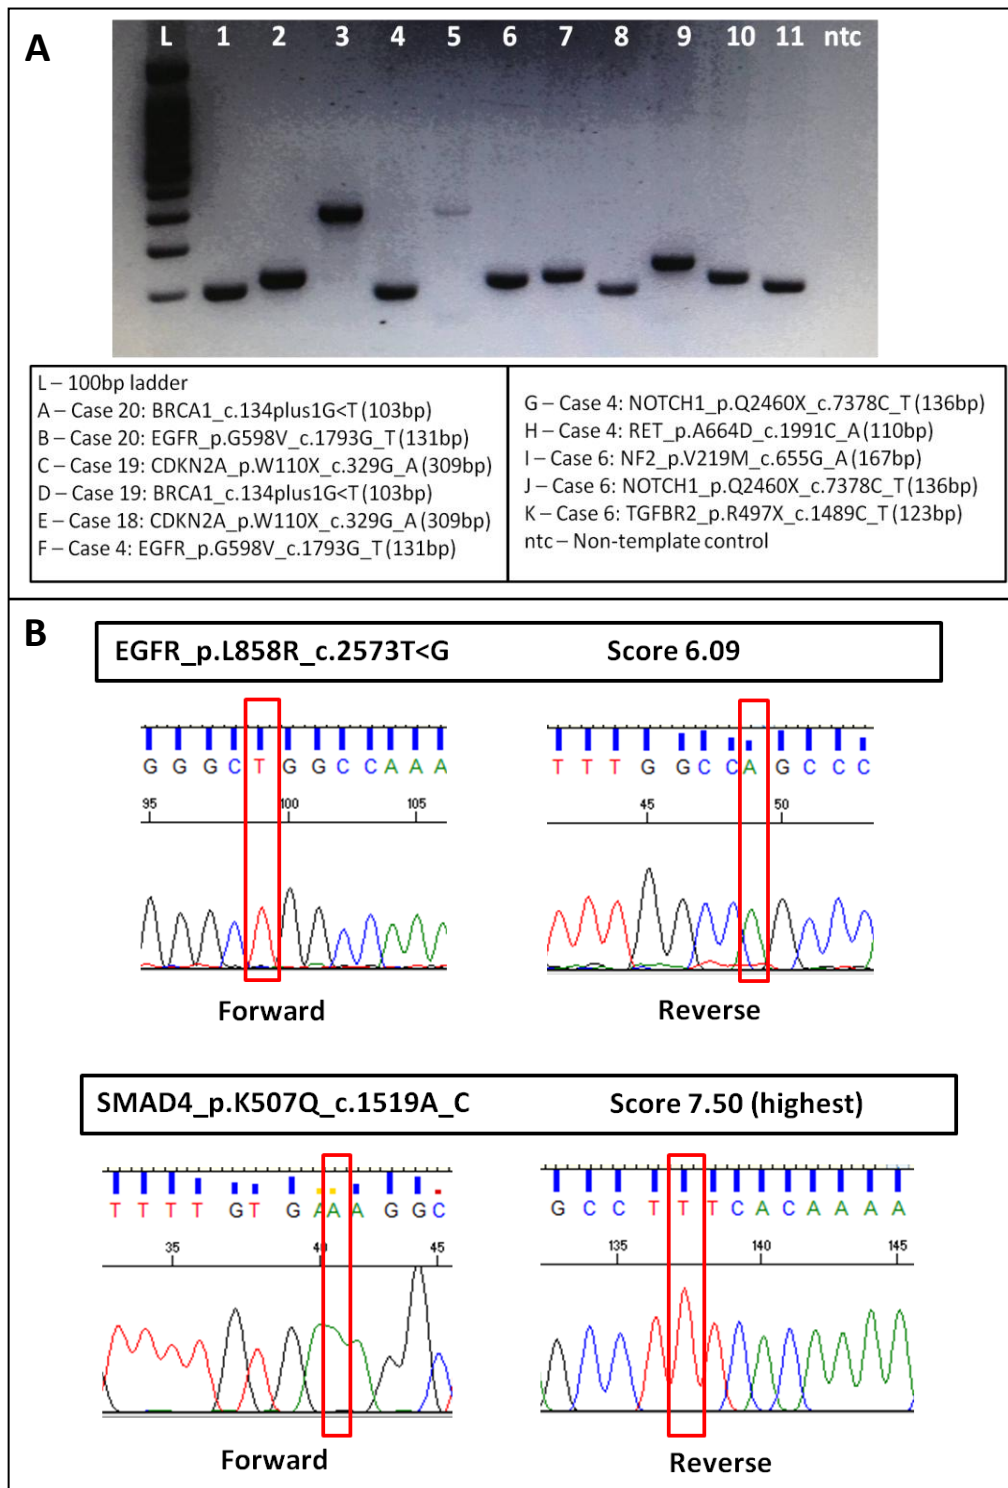 A
L 1 2 3 4 5 6 7 8 9 10 11 ntc
L – 100bp ladder
A – Case 20: BRCA1_c.134plus1G<T (103bp)
B – Case 20: EGFR_p.G598V_c.1793G_T (131bp)
C – Case 19: CDKN2A_p.W110X_c.329G_A (309bp)
D – Case 19: BRCA1_c.134plus1G<T (103bp)
E – Case 18: CDKN2A_p.W110X_c.329G_A (309bp)
F – Case 4: EGFR_p.G598V_c.1793G_T (131bp)
G – Case 4: NOTCH1_p.Q2460X_c.7378C_T (136bp)
H – Case 4: RET_p.A664D_c.1991C_A (110bp)
I – Case 6: NF2_p.V219M_c.655G_A (167bp)
J – Case 6: NOTCH1_p.Q2460X_c.7378C_T (136bp)
K – Case 6: TGFBR2_p.R497X_c.1489C_T (123bp)
ntc – Non-template control
B
EGFR_p.L858R_c.2573T<G Score 6.09
G G G C T G G C C A A A
95 100 105
Forward
T T T G G C C A G C C C
45 50
Reverse
SMAD4_p.K507Q_c.1519A_C Score 7.50 (highest)
T T T T G T G A A A G G C
35 40 45
Forward
G C C T T T C A C A A A A
135 140 145
Reverse